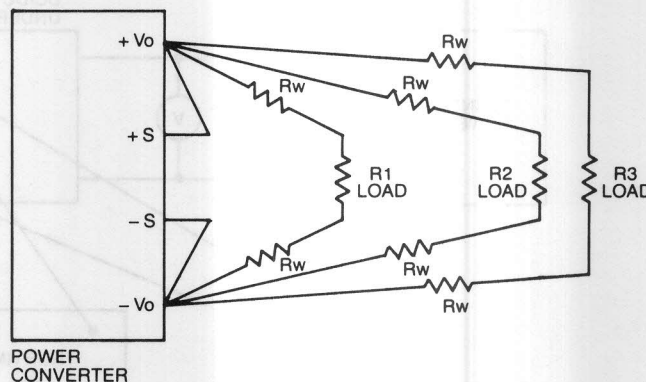 + Vo
Rw
Rw
Rw
+ S
R1
LOAD
R2
LOAD
R3
LOAD
− S
Rw
Rw
Rw
− Vo
POWER
CONVERTER